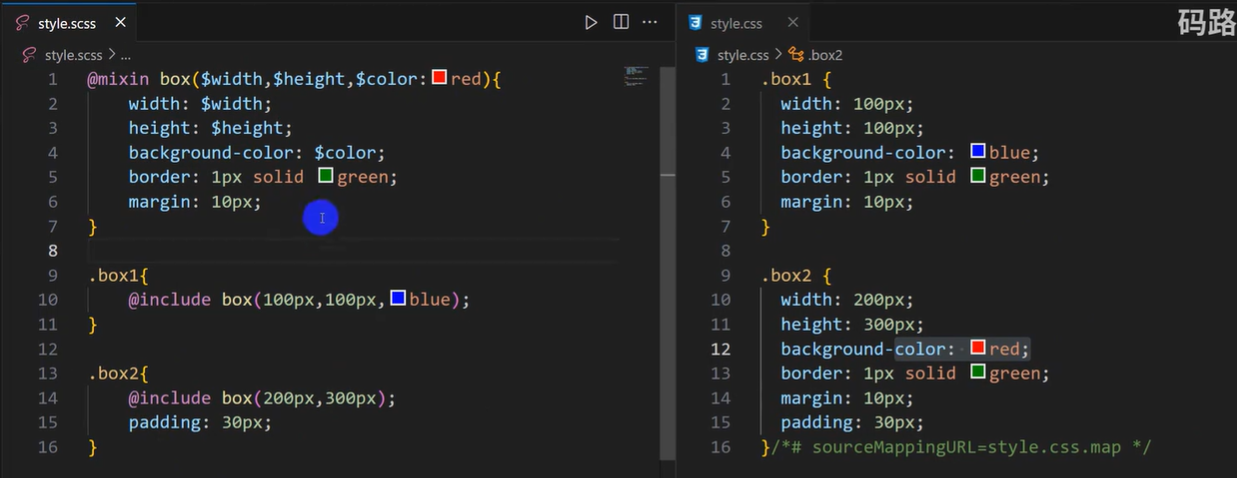 style.scss
style.scss > ...
1 @mixin box($width,$height,$color:red){
2 width: $width;
3 height: $height;
4 background-color: $color;
5 border: 1px solid green;
6 margin: 10px;
7 }
8
9 .box1{
10 @include box(100px,100px,blue);
11 }
12
13 .box2{
14 @include box(200px,300px);
15 padding: 30px;
16 }
style.css
码路
style.css > .box2
1 .box1 {
2 width: 100px;
3 height: 100px;
4 background-color: blue;
5 border: 1px solid green;
6 margin: 10px;
7 }
8
9 .box2 {
10 width: 200px;
11 height: 300px;
12 background-color: red;
13 border: 1px solid green;
14 margin: 10px;
15 padding: 30px;
16 }/*# sourceMappingURL=style.css.map */